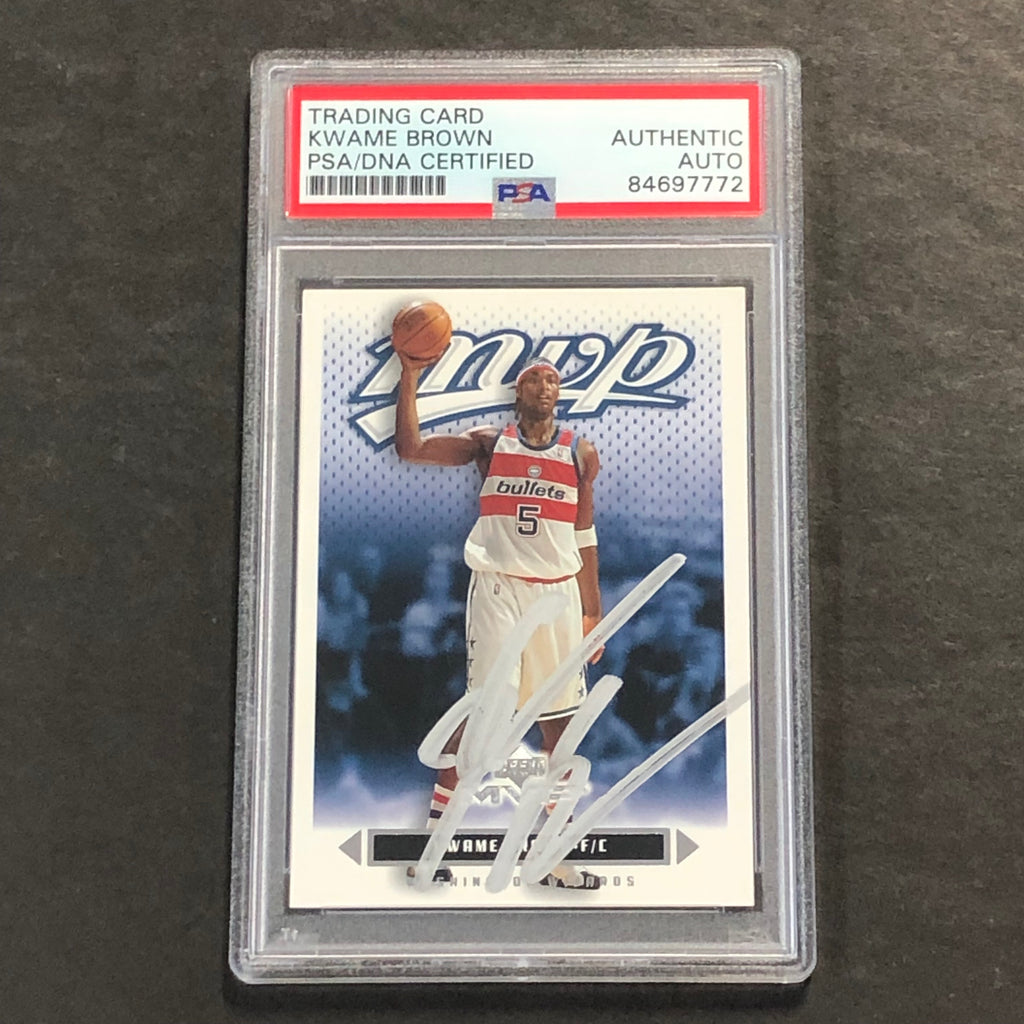 TRADING CARD
KWAME BROWN
PSA/DNA CERTIFIED
AUTHENTIC
AUTO
84697772
PSA
mvp
bullets
5
F/C